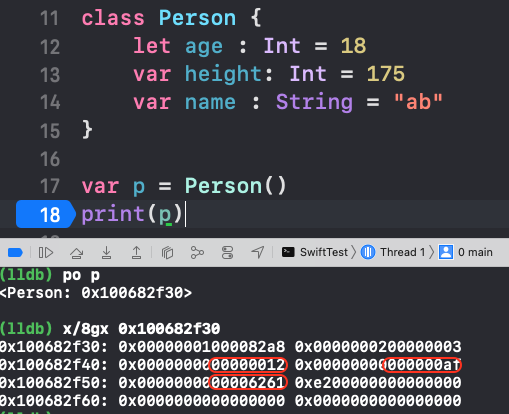 11 class Person {
12 let age : Int = 18
13 var height: Int = 175
14 var name : String = "ab"
15 }
16
17 var p = Person()
18 print(p)
SwiftTest Thread 1 0 main
(lldb) po p
<Person: 0x100682f30>
(lldb) x/8gx 0x100682f30
0x100682f30: 0x00000001000082a8 0x0000000200000003
0x100682f40: 0x0000000000000012 0x00000000000000af
0x100682f50: 0x0000000000006261 0xe200000000000000
0x100682f60: 0x0000000000000000 0x0000000000000000